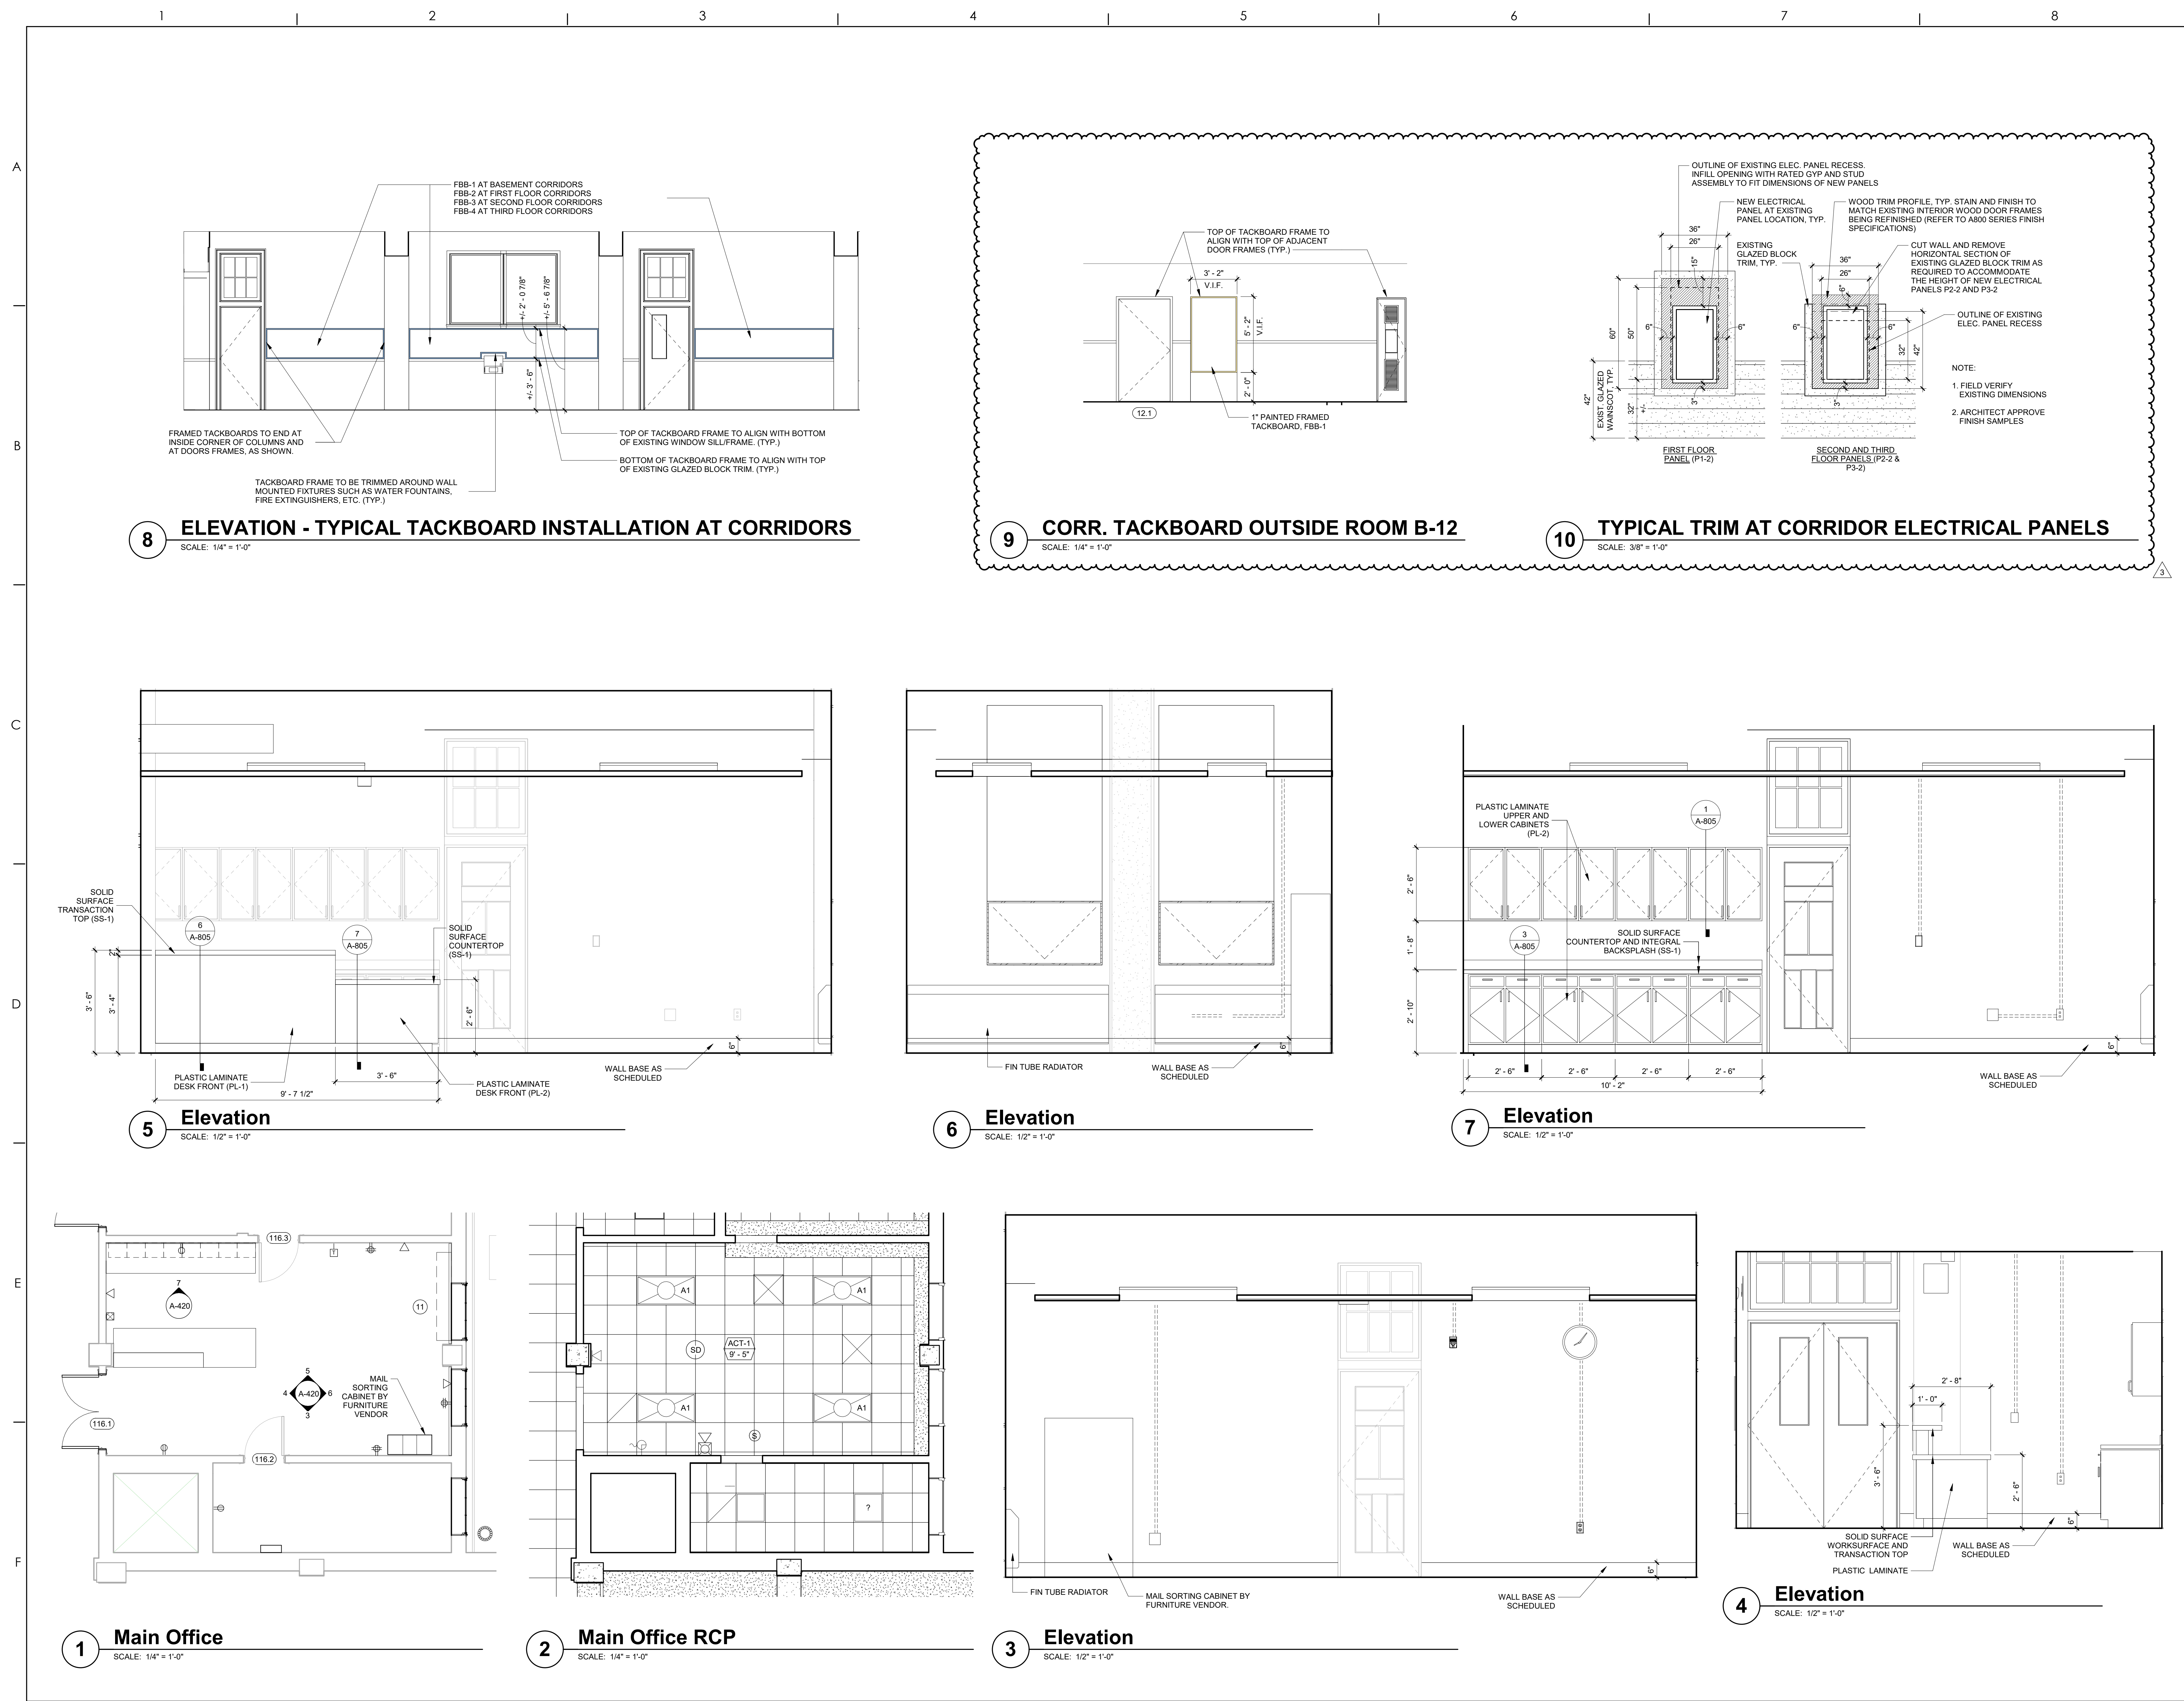 1 2 3 4 5 6 7 8
A
B
C
D
E
F
FBB-1 AT BASEMENT CORRIDORS
FBB-2 AT FIRST FLOOR CORRIDORS
FBB-3 AT SECOND FLOOR CORRIDORS
FBB-4 AT THIRD FLOOR CORRIDORS
+/- 2' - 0 7/8"
+/- 5' - 6 7/8"
+/- 3' - 6"
FRAMED TACKBOARDS TO END AT
INSIDE CORNER OF COLUMNS AND
AT DOORS FRAMES, AS SHOWN.
TOP OF TACKBOARD FRAME TO ALIGN WITH BOTTOM
OF EXISTING WINDOW SILL/FRAME. (TYP.)
BOTTOM OF TACKBOARD FRAME TO ALIGN WITH TOP
OF EXISTING GLAZED BLOCK TRIM. (TYP.)
TACKBOARD FRAME TO BE TRIMMED AROUND WALL
MOUNTED FIXTURES SUCH AS WATER FOUNTAINS,
FIRE EXTINGUISHERS, ETC. (TYP.)
8 ELEVATION - TYPICAL TACKBOARD INSTALLATION AT CORRIDORS
SCALE: 1/4" = 1'-0"
TOP OF TACKBOARD FRAME TO
ALIGN WITH TOP OF ADJACENT
DOOR FRAMES (TYP.)
3' - 2"
V.I.F.
5' - 2"
V.I.F.
2' - 0"
12.1
1" PAINTED FRAMED
TACKBOARD, FBB-1
9 CORR. TACKBOARD OUTSIDE ROOM B-12
SCALE: 1/4" = 1'-0"
OUTLINE OF EXISTING ELEC. PANEL RECESS.
INFILL OPENING WITH RATED GYP AND STUD
ASSEMBLY TO FIT DIMENSIONS OF NEW PANELS
NEW ELECTRICAL
PANEL AT EXISTING
PANEL LOCATION, TYP.
WOOD TRIM PROFILE, TYP. STAIN AND FINISH TO
MATCH EXISTING INTERIOR WOOD DOOR FRAMES
BEING REFINISHED (REFER TO A800 SERIES FINISH
SPECIFICATIONS)
EXISTING
GLAZED BLOCK
TRIM, TYP.
CUT WALL AND REMOVE
HORIZONTAL SECTION OF
EXISTING GLAZED BLOCK TRIM AS
REQUIRED TO ACCOMMODATE
THE HEIGHT OF NEW ELECTRICAL
PANELS P2-2 AND P3-2
OUTLINE OF EXISTING
ELEC. PANEL RECESS
36"
26"
15"
60"
50"
6"
6"
3"
42"
EXIST. GLAZED
WAINSCOT, TYP.
32"
+/-
36"
26"
6"
6"
6"
3"
32"
42"
NOTE:
1. FIELD VERIFY
EXISTING DIMENSIONS
2. ARCHITECT APPROVE
FINISH SAMPLES
FIRST FLOOR
PANEL (P1-2)
SECOND AND THIRD
FLOOR PANELS (P2-2 &
P3-2)
10 TYPICAL TRIM AT CORRIDOR ELECTRICAL PANELS
SCALE: 3/8" = 1'-0"
3
SOLID
SURFACE
TRANSACTION
TOP (SS-1)
6
A-805
7
A-805
SOLID
SURFACE
COUNTERTOP
(SS-1)
2"
3' - 6"
3' - 4"
2' - 6"
6"
PLASTIC LAMINATE
DESK FRONT (PL-1)
3' - 6"
PLASTIC LAMINATE
DESK FRONT (PL-2)
9' - 7 1/2"
WALL BASE AS
SCHEDULED
5 Elevation
SCALE: 1/2" = 1'-0"
6"
FIN TUBE RADIATOR
WALL BASE AS
SCHEDULED
6 Elevation
SCALE: 1/2" = 1'-0"
PLASTIC LAMINATE
UPPER AND
LOWER CABINETS
(PL-2)
1
A-805
3
A-805
SOLID SURFACE
COUNTERTOP AND INTEGRAL
BACKSPLASH (SS-1)
2' - 6"
1' - 8"
2' - 10"
6"
2' - 6" 2' - 6" 2' - 6" 2' - 6"
10' - 2"
WALL BASE AS
SCHEDULED
7 Elevation
SCALE: 1/2" = 1'-0"
116.3
7
A-420
11
5
4 A-420 6
3
MAIL
SORTING
CABINET BY
FURNITURE
VENDOR
116.1
116.2
1 Main Office
SCALE: 1/4" = 1'-0"
A1
A1
SD
ACT-1
9' - 5"
A1
A1
S
?
2 Main Office RCP
SCALE: 1/4" = 1'-0"
6"
FIN TUBE RADIATOR
MAIL SORTING CABINET BY
FURNITURE VENDOR.
WALL BASE AS
SCHEDULED
3 Elevation
SCALE: 1/2" = 1'-0"
2' - 8"
1' - 0"
3' - 6"
2' - 6"
6"
SOLID SURFACE
WORKSURFACE AND
TRANSACTION TOP
WALL BASE AS
SCHEDULED
PLASTIC LAMINATE
4 Elevation
SCALE: 1/2" = 1'-0"